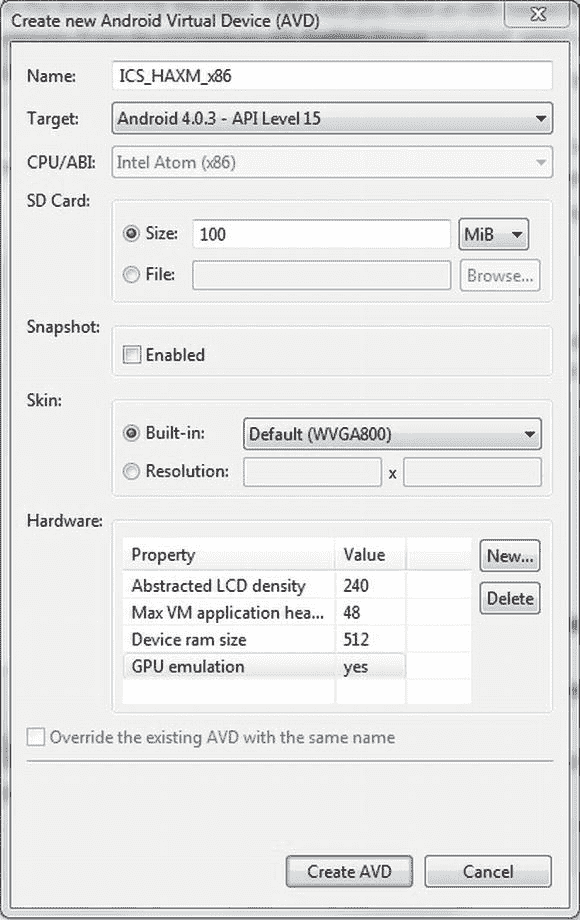 Create new Android Virtual Device (AVD)
Name: ICS_HAXM_x86
Target: Android 4.0.3 - API Level 15
CPU/ABI: Intel Atom (x86)
SD Card:
Size: 100 MiB
File: Browse...
Snapshot:
Enabled
Skin:
Built-in: Default (WVGA800)
Resolution: x
Hardware:
Property Value New...
Abstracted LCD density 240
Delete
Max VM application hea... 48
Device ram size 512
GPU emulation yes
Override the existing AVD with the same name
Create AVD Cancel